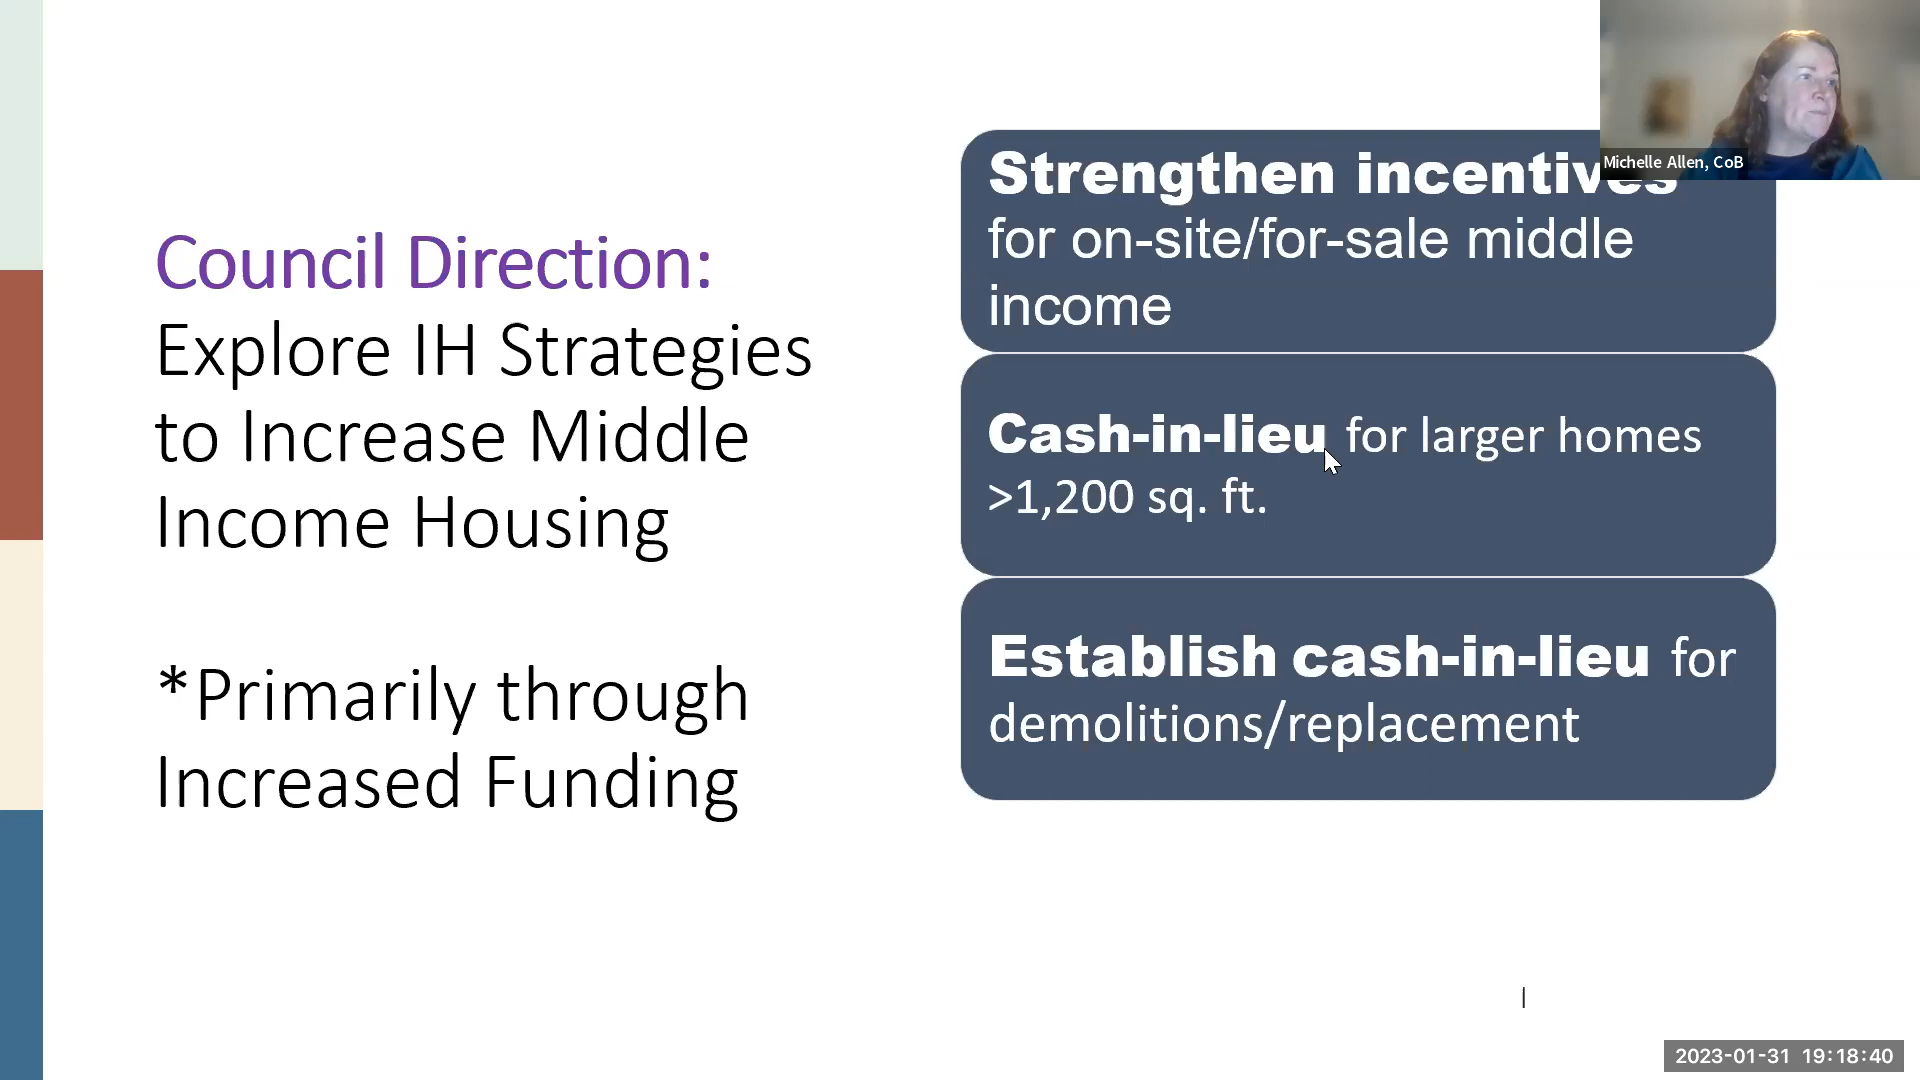 Council Direction:
Explore IH Strategies
to Increase Middle
Income Housing
*Primarily through
Increased Funding
Strengthen incentives
for on-site/for-sale middle
income
Cash-in-lieu for larger homes
>1,200 sq. ft.
Establish cash-in-lieu for
demolitions/replacement
Michelle Allen, CoB
2023-01-31 19:18:40